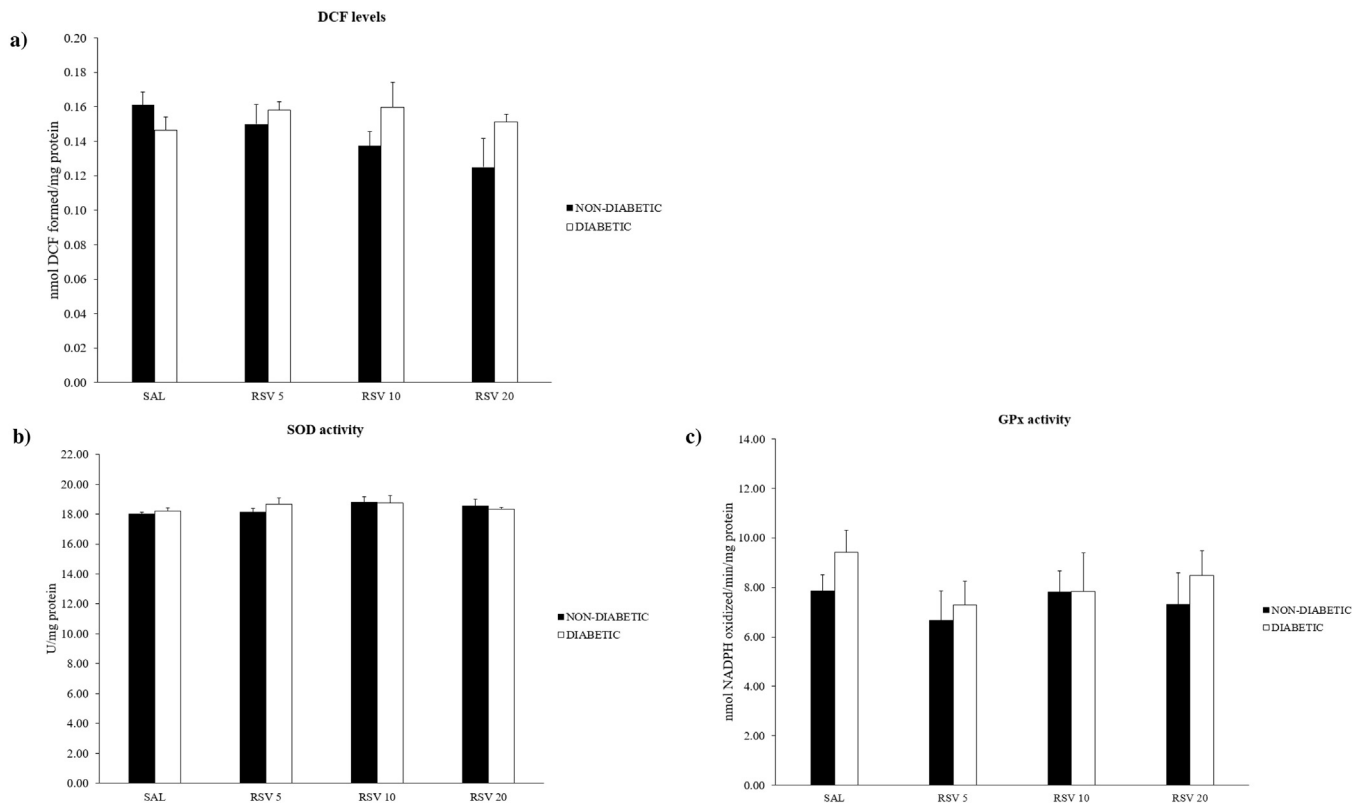 DCF levels
a)
0.20
0.18
0.16
0.14
0.12
0.10
0.08
0.06
0.04
0.02
0.00
nmol DCF formed/mg protein
SAL
RSV 5
RSV 10
RSV 20
NON-DIABETIC
DIABETIC
b)
SOD activity
22.00
20.00
18.00
16.00
14.00
12.00
10.00
8.00
6.00
4.00
2.00
0.00
U/mg protein
SAL
RSV 5
RSV 10
RSV 20
NON-DIABETIC
DIABETIC
c)
GPx activity
14.00
12.00
10.00
8.00
6.00
4.00
2.00
0.00
nmol NADPH oxidized/min/mg protein
SAL
RSV 5
RSV 10
RSV 20
NON-DIABETIC
DIABETIC